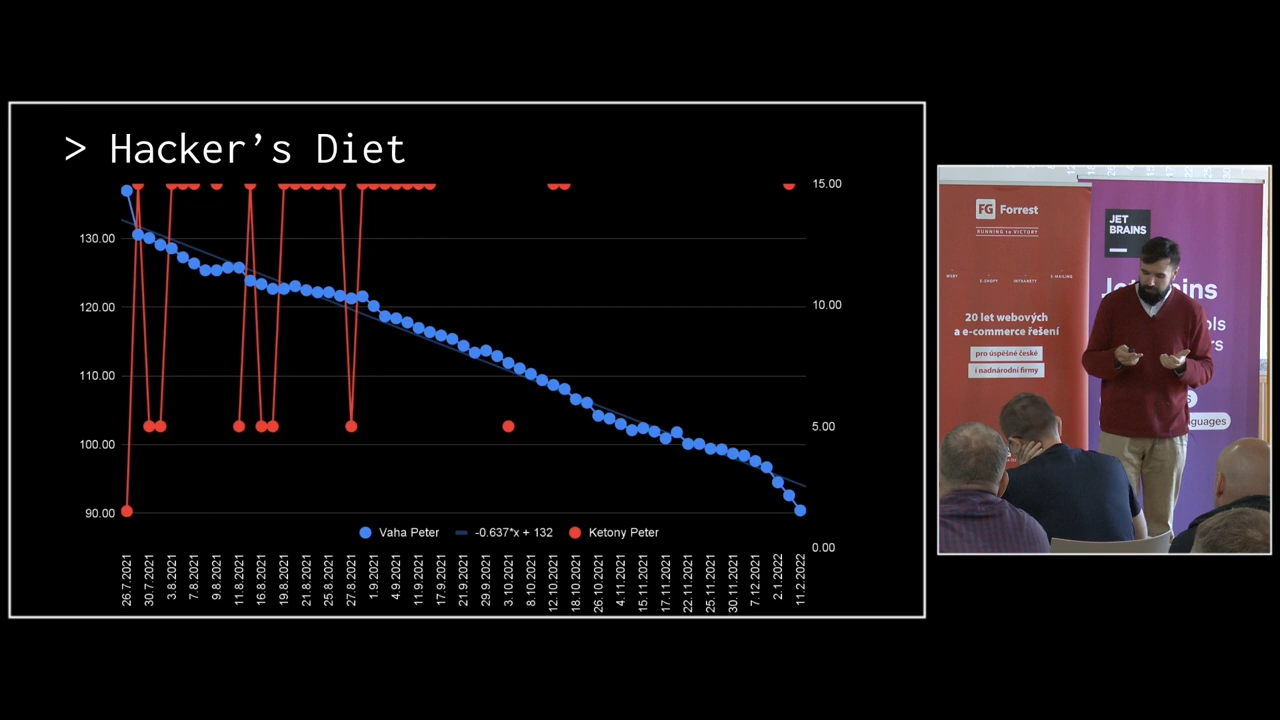 > Hacker's Diet
15.00
130.00
10.00
120.00
110.00
5.00
100.00
90.00
Vaha Peter
-0.637*x + 132
Ketony Peter
0.00
26.7.2021
30.7.2021
3.8.2021
7.8.2021
9.8.2021
11.8.2021
16.8.2021
19.8.2021
21.8.2021
25.8.2021
27.8.2021
1.9.2021
4.9.2021
11.9.2021
17.9.2021
21.9.2021
29.9.2021
3.10.2021
8.10.2021
12.10.2021
18.10.2021
26.10.2021
4.11.2021
15.11.2021
17.11.2021
22.11.2021
25.11.2021
30.11.2021
7.12.2021
2.1.2022
11.2.2022
FG Forrest
RUNNING to VICTORY
WEBY
E-SHOPY
INTRANETY
E-MAILING
20 let webových
a e-commerce řešení
pro úspěšné české
i nadnárodní firmy
JET
BRAINS